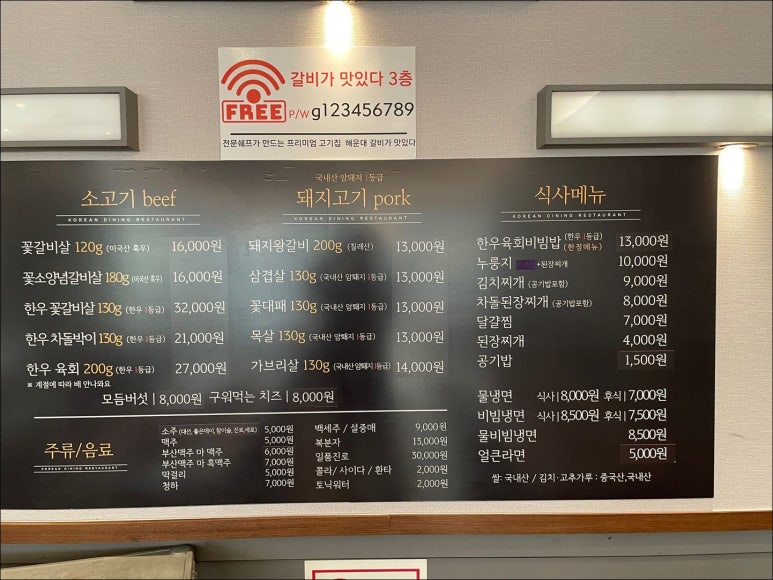 갈비가 맛있다 3층
FREE P/W g123456789
전문쉐프가 만드는 프리미엄 고기집 해운대 갈비가 맛있다
소고기 beef
KOREAN DINING RESTAURANT
꽃갈비살 120g (미국산 흑우) 16,000원
꽃소양념갈비살 180g (미국산 흑우) 16,000원
한우 꽃갈비살 130g (한우 1등급) 32,000원
한우 차돌박이 130g (한우 1등급) 21,000원
한우 육회 200g (한우 1등급) 27,000원
※ 계절에 따라 배 안나와요
국내산 암퇘지 1등급
돼지고기 pork
KOREAN DINING RESTAURANT
돼지왕갈비 200g (칠레산) 13,000원
삼겹살 130g (국내산 암퇘지 1등급) 13,000원
꽃대패 130g (국내산 암퇘지 1등급) 13,000원
목살 130g (국내산 암퇘지 1등급) 13,000원
가브리살 130g (국내산 암퇘지 1등급) 14,000원
모듬버섯 | 8,000원 구워먹는 치즈 | 8,000원
식사메뉴
KOREAN DINING RESTAURANT
한우육회비빔밥 (한우 1등급) (한정메뉴) 13,000원
누룽지 +된장찌개 10,000원
김치찌개 (공기밥포함) 9,000원
차돌된장찌개 (공기밥포함) 8,000원
달걀찜 7,000원
된장찌개 4,000원
공기밥 1,500원
물냉면 식사 | 8,000원 후식 | 7,000원
비빔냉면 식사 | 8,500원 후식 | 7,500원
물비빔냉면 8,500원
얼큰라면 5,000원
쌀: 국내산 / 김치·고추가루 : 중국산,국내산
주류/음료
KOREAN DINING RESTAURANT
소주 (대선, 좋은데이, 참이슬, 진로, 새로) 5,000원
맥주 5,000원
부산맥주 마 맥주 6,000원
부산맥주 마 흑맥주 7,000원
막걸리 5,000원
청하 7,000원
백세주 / 설중매 9,000원
복분자 13,000원
일품진로 30,000원
콜라 / 사이다 / 환타 2,000원
토닉워터 2,000원